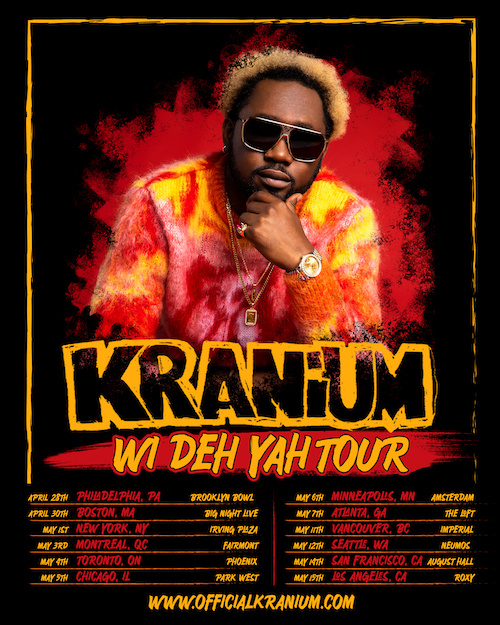 KRANiUM
WI DEH YAH TOUR
APRIL 28TH PHILADELPHIA, PA BROOKLYN BOWL
APRIL 30TH BOSTON, MA BIG NIGHT LIVE
MAY 1ST NEW YORK, NY IRVING PLAZA
MAY 3RD MONTREAL, QC FAIRMONT
MAY 4TH TORONTO, ON PHOENIX
MAY 5TH CHICAGO, IL PARK WEST
MAY 6TH MINNEAPOLIS, MN AMSTERDAM
MAY 7TH ATLANTA, GA THE LOFT
MAY 11TH VANCOUVER, BC IMPERIAL
MAY 12TH SEATTLE, WA NEUMOS
MAY 14TH SAN FRANCISCO, CA AUGUST HALL
MAY 15TH LOS ANGELES, CA ROXY
WWW.OFFICIALKRANIUM.COM